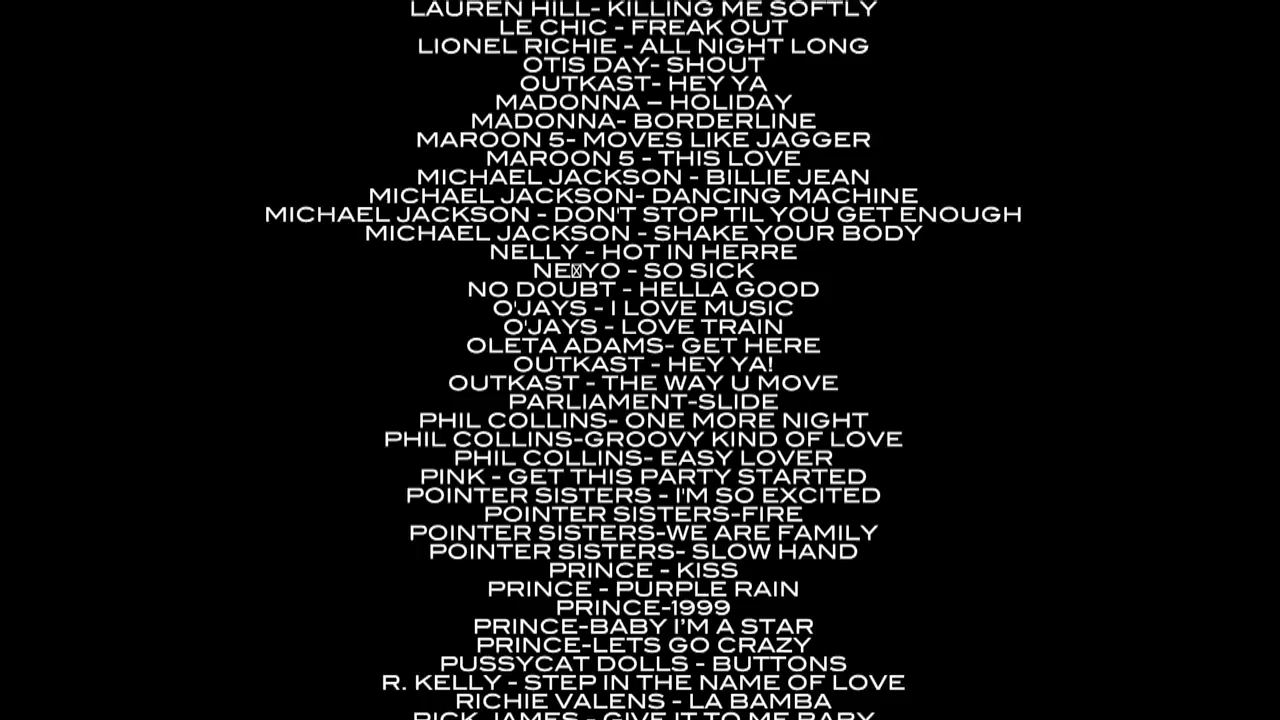 LAUREN HILL- KILLING ME SOFTLY
LE CHIC - FREAK OUT
LIONEL RICHIE - ALL NIGHT LONG
OTIS DAY- SHOUT
OUTKAST- HEY YA
MADONNA – HOLIDAY
MADONNA- BORDERLINE
MAROON 5- MOVES LIKE JAGGER
MAROON 5 - THIS LOVE
MICHAEL JACKSON - BILLIE JEAN
MICHAEL JACKSON- DANCING MACHINE
MICHAEL JACKSON - DON'T STOP TIL YOU GET ENOUGH
MICHAEL JACKSON - SHAKE YOUR BODY
NELLY - HOT IN HERRE
NE☒YO - SO SICK
NO DOUBT - HELLA GOOD
O'JAYS - I LOVE MUSIC
O'JAYS - LOVE TRAIN
OLETA ADAMS- GET HERE
OUTKAST - HEY YA!
OUTKAST - THE WAY U MOVE
PARLIAMENT-SLIDE
PHIL COLLINS- ONE MORE NIGHT
PHIL COLLINS-GROOVY KIND OF LOVE
PHIL COLLINS- EASY LOVER
PINK - GET THIS PARTY STARTED
POINTER SISTERS - I'M SO EXCITED
POINTER SISTERS-FIRE
POINTER SISTERS-WE ARE FAMILY
POINTER SISTERS- SLOW HAND
PRINCE - KISS
PRINCE - PURPLE RAIN
PRINCE-1999
PRINCE-BABY I’M A STAR
PRINCE-LETS GO CRAZY
PUSSYCAT DOLLS - BUTTONS
R. KELLY - STEP IN THE NAME OF LOVE
RICHIE VALENS - LA BAMBA
RICK JAMES - GIVE IT TO ME BABY